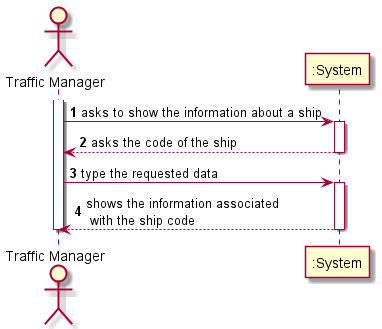 Traffic Manager
:System
1 asks to show the information about a ship
2 asks the code of the ship
3 type the requested data
4 shows the information associated
with the ship code
Traffic Manager
:System